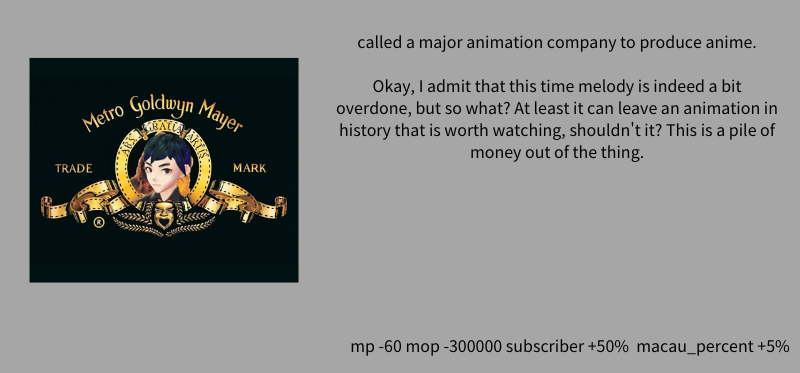 called a major animation company to produce anime.
Okay, I admit that this time melody is indeed a bit
overdone, but so what? At least it can leave an animation in
history that is worth watching, shouldn't it? This is a pile of
money out of the thing.
Metro Goldwyn Mayer
ARS GRATIA ARTIS
TRADE MARK
®
mp -60 mop -300000 subscriber +50% macau_percent +5%